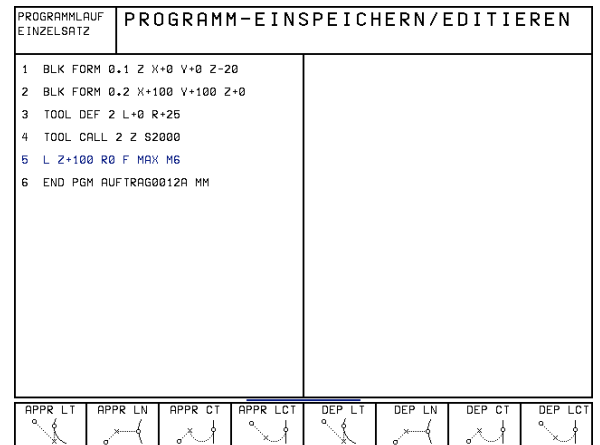 PROGRAMMLAUF
EINZELSATZ
PROGRAMM-EINSPEICHERN/EDITIEREN
1 BLK FORM 0.1 Z X+0 Y+0 Z-20
2 BLK FORM 0.2 X+100 Y+100 Z+0
3 TOOL DEF 2 L+0 R+25
4 TOOL CALL 2 Z S2000
5 L Z+100 R0 F MAX M6
6 END PGM AUFTRAG0012A MM
APPR LT APPR LN APPR CT APPR LCT DEP LT DEP LN DEP CT DEP LCT